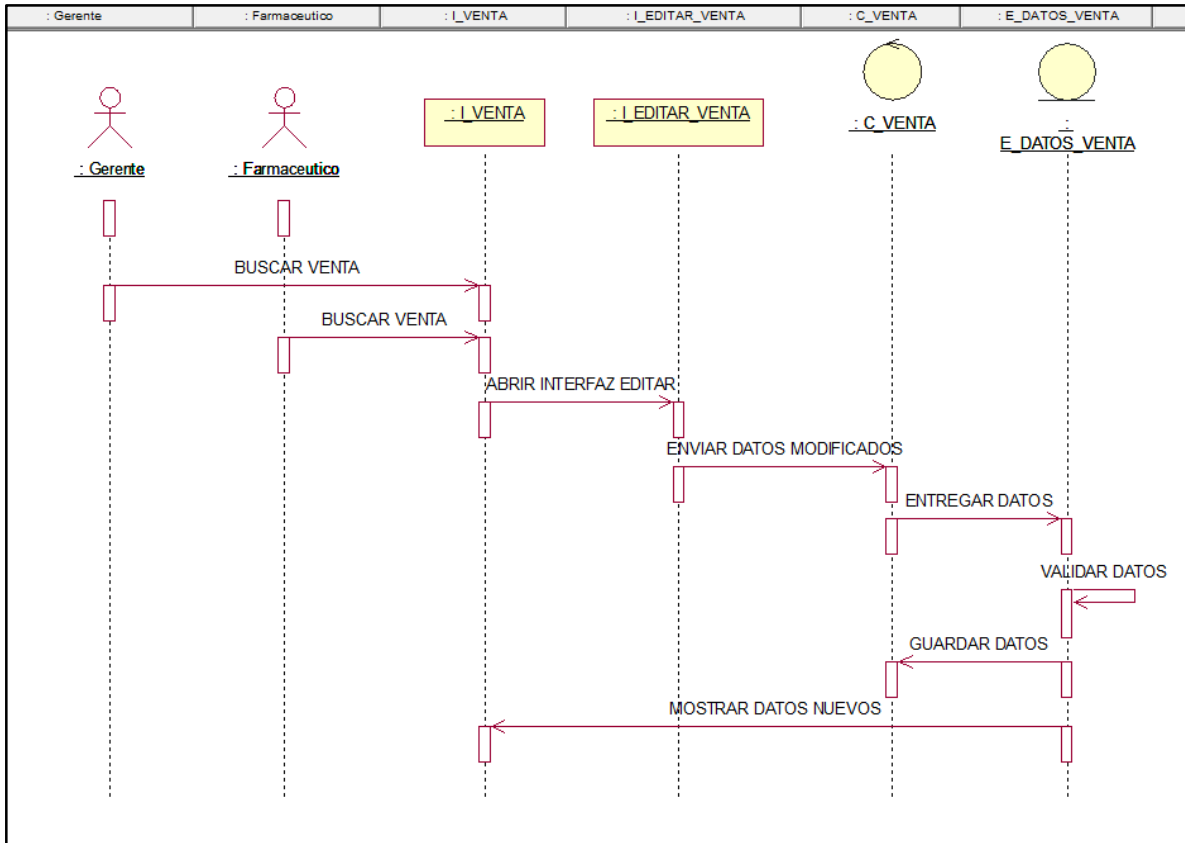 : Gerente
: Farmaceutico
: I_VENTA
: I_EDITAR_VENTA
: C_VENTA
: E_DATOS_VENTA
: Gerente
: Farmaceutico
: I_VENTA
: I_EDITAR_VENTA
: C_VENTA
:
E_DATOS_VENTA
BUSCAR VENTA
BUSCAR VENTA
ABRIR INTERFAZ EDITAR
ENVIAR DATOS MODIFICADOS
ENTREGAR DATOS
VALIDAR DATOS
GUARDAR DATOS
MOSTRAR DATOS NUEVOS